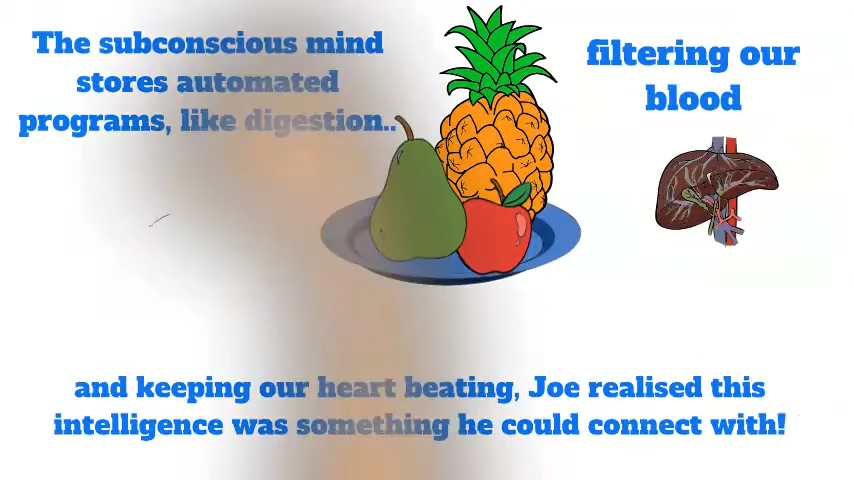 The subconscious mind
stores automated
programs, like digestion..
filtering our
blood
and keeping our heart beating, Joe realised this
intelligence was something he could connect with!